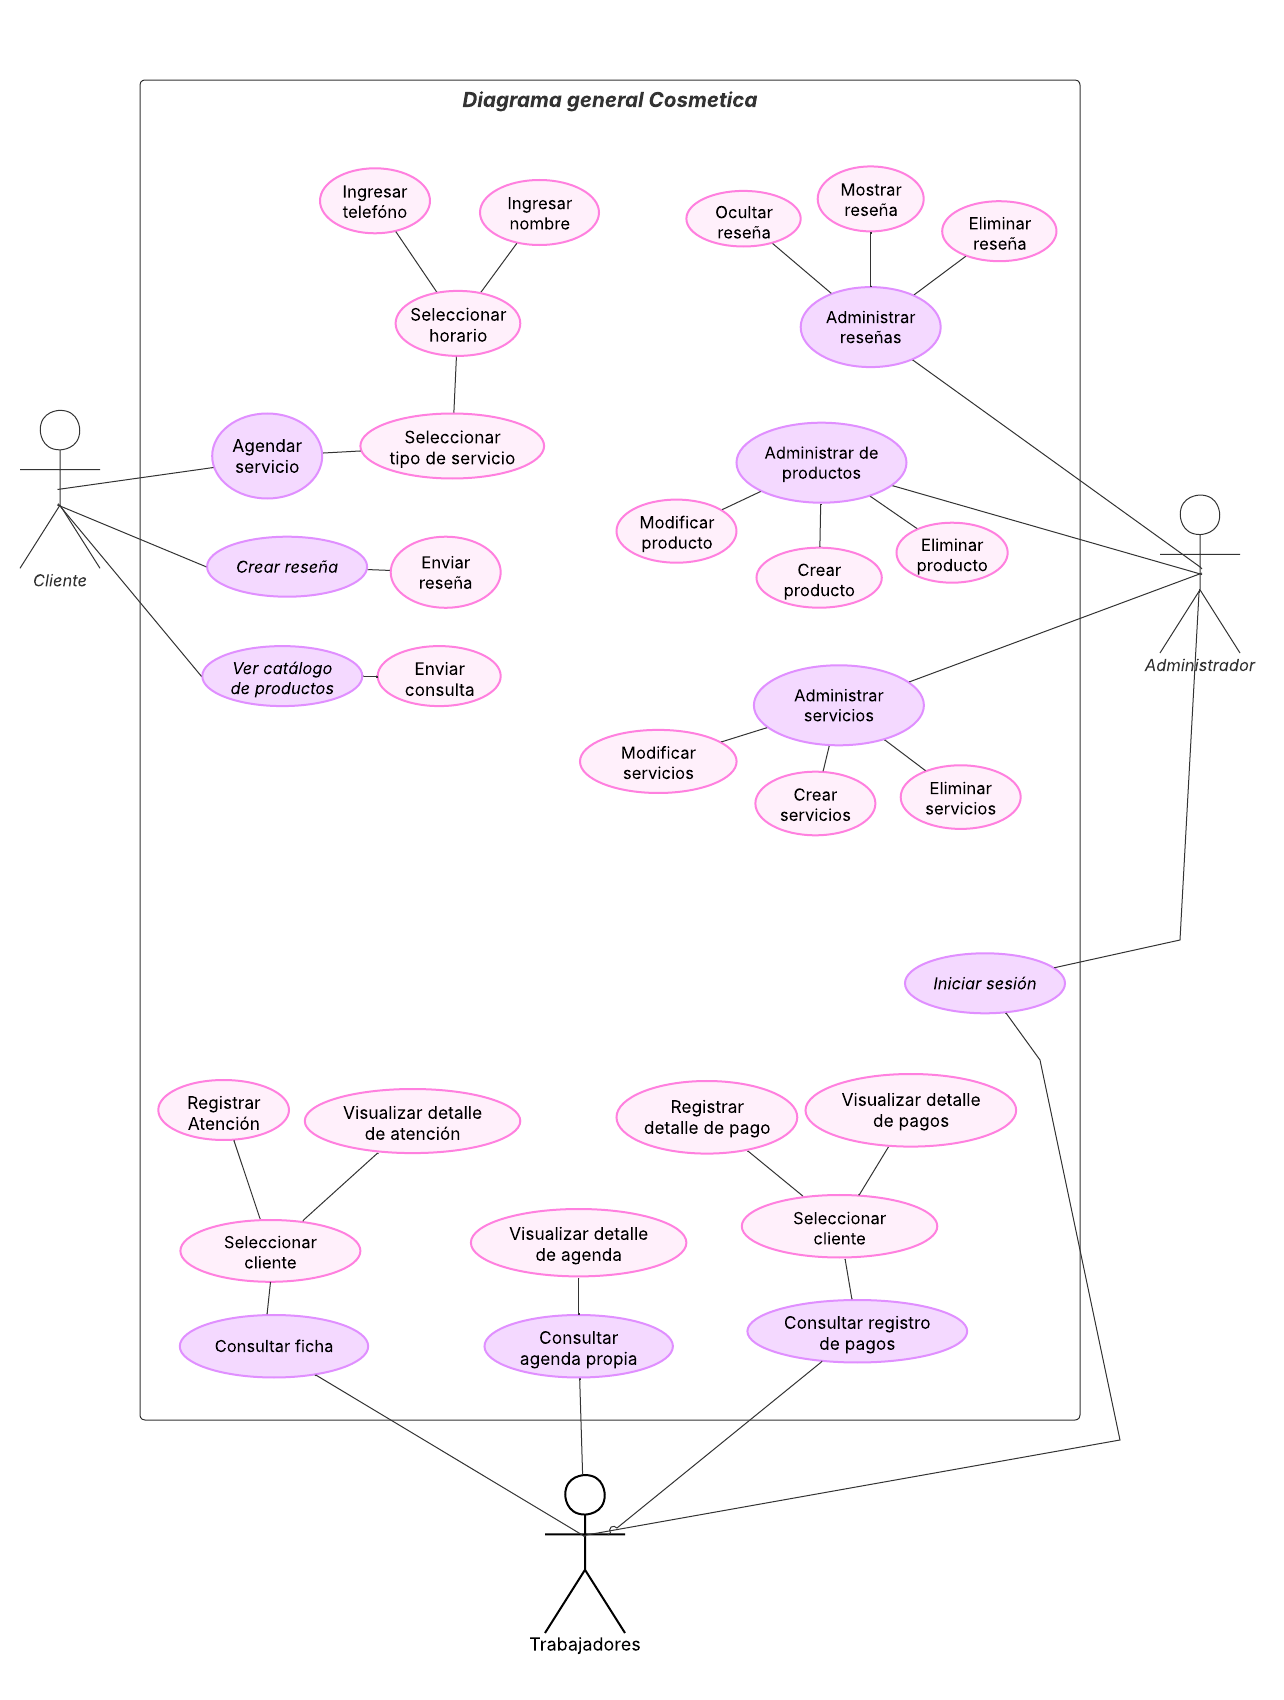 Diagrama general Cosmetica
Ingresar
telefóno
Ingresar
nombre
Ocultar
reseña
Mostrar
reseña
Eliminar
reseña
Seleccionar
horario
Administrar
reseñas
Agendar
servicio
Seleccionar
tipo de servicio
Administrar de
productos
Modificar
producto
Crear
producto
Eliminar
producto
Cliente
Crear reseña
Enviar
reseña
Administrador
Ver catálogo
de productos
Enviar
consulta
Administrar
servicios
Modificar
servicios
Crear
servicios
Eliminar
servicios
Iniciar sesión
Registrar
Atención
Visualizar detalle
de atención
Registrar
detalle de pago
Visualizar detalle
de pagos
Seleccionar
cliente
Visualizar detalle
de agenda
Seleccionar
cliente
Consultar ficha
Consultar
agenda propia
Consultar registro
de pagos
Trabajadores